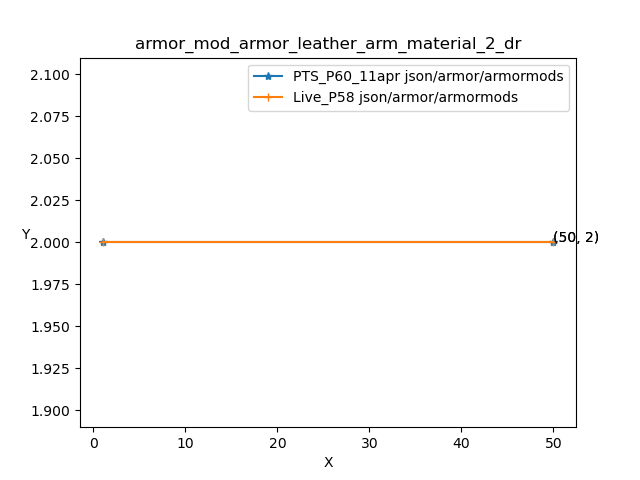 armor_mod_armor_leather_arm_material_2_dr
PTS_P60_11apr json/armor/armormods
Live_P58 json/armor/armormods
2.100
2.075
2.050
2.025
2.000
1.975
1.950
1.925
1.900
Y
(50, 2)
0 10 20 30 40 50
X